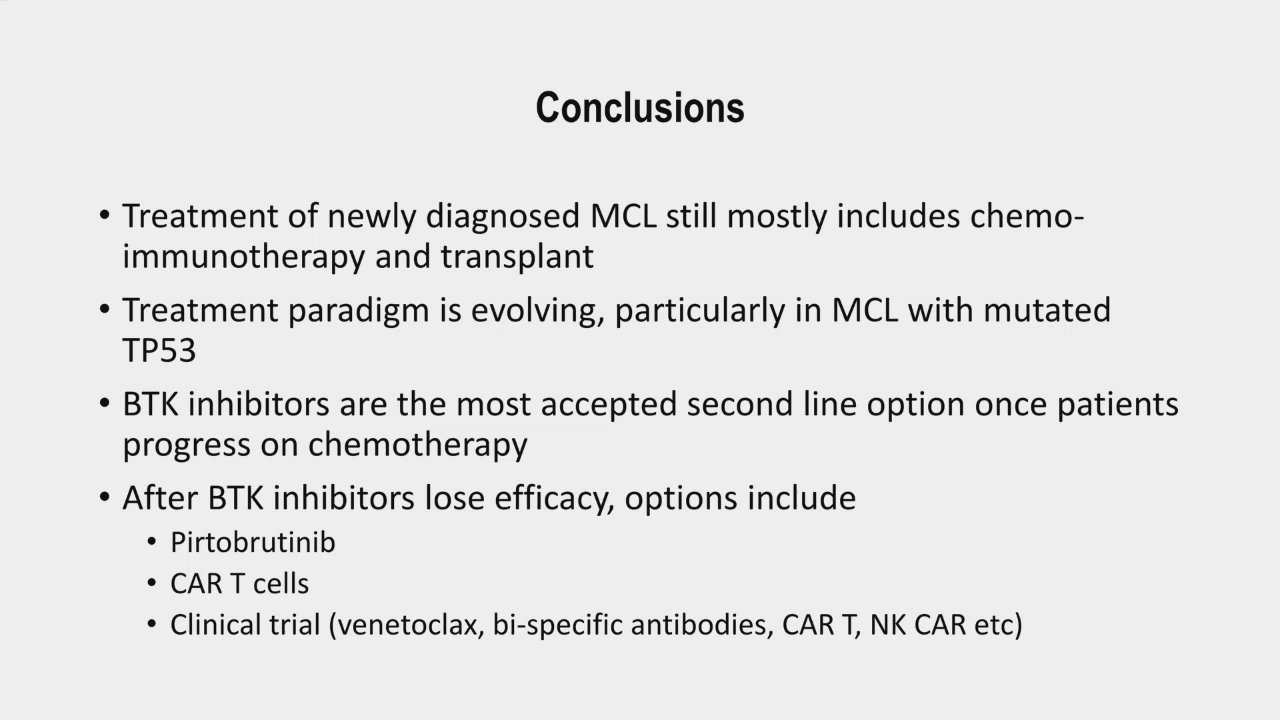 Conclusions
• Treatment of newly diagnosed MCL still mostly includes chemo-
immunotherapy and transplant
• Treatment paradigm is evolving, particularly in MCL with mutated
TP53
• BTK inhibitors are the most accepted second line option once patients
progress on chemotherapy
• After BTK inhibitors lose efficacy, options include
• Pirtobrutinib
• CAR T cells
• Clinical trial (venetoclax, bi-specific antibodies, CAR T, NK CAR etc)